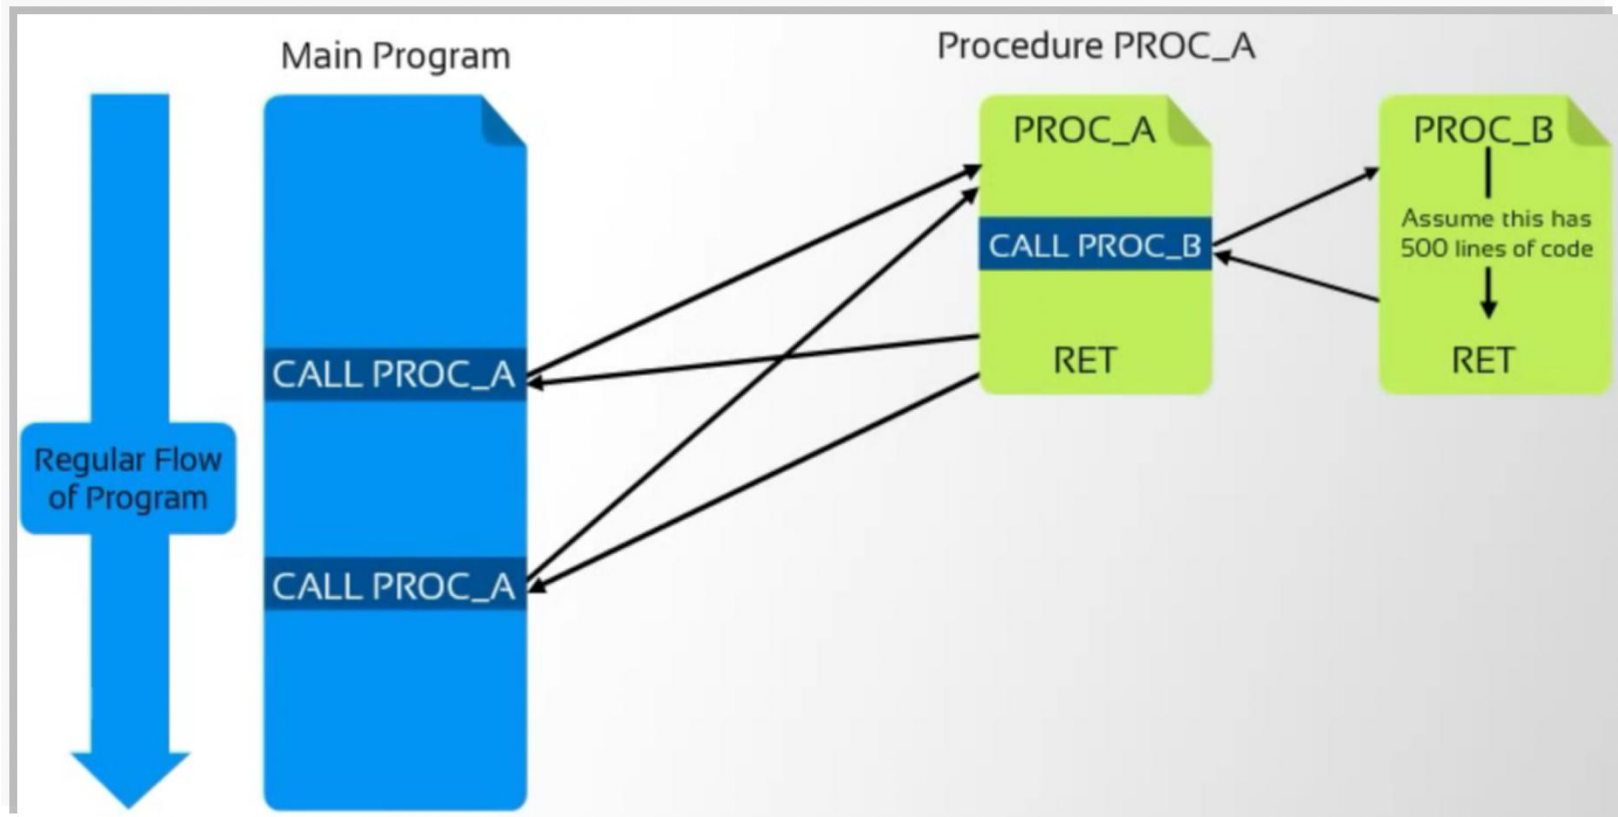 Main Program
Procedure PROC_A
PROC_A
PROC_B
CALL PROC_B
Assume this has
500 lines of code
RET
RET
CALL PROC_A
Regular Flow
of Program
CALL PROC_A